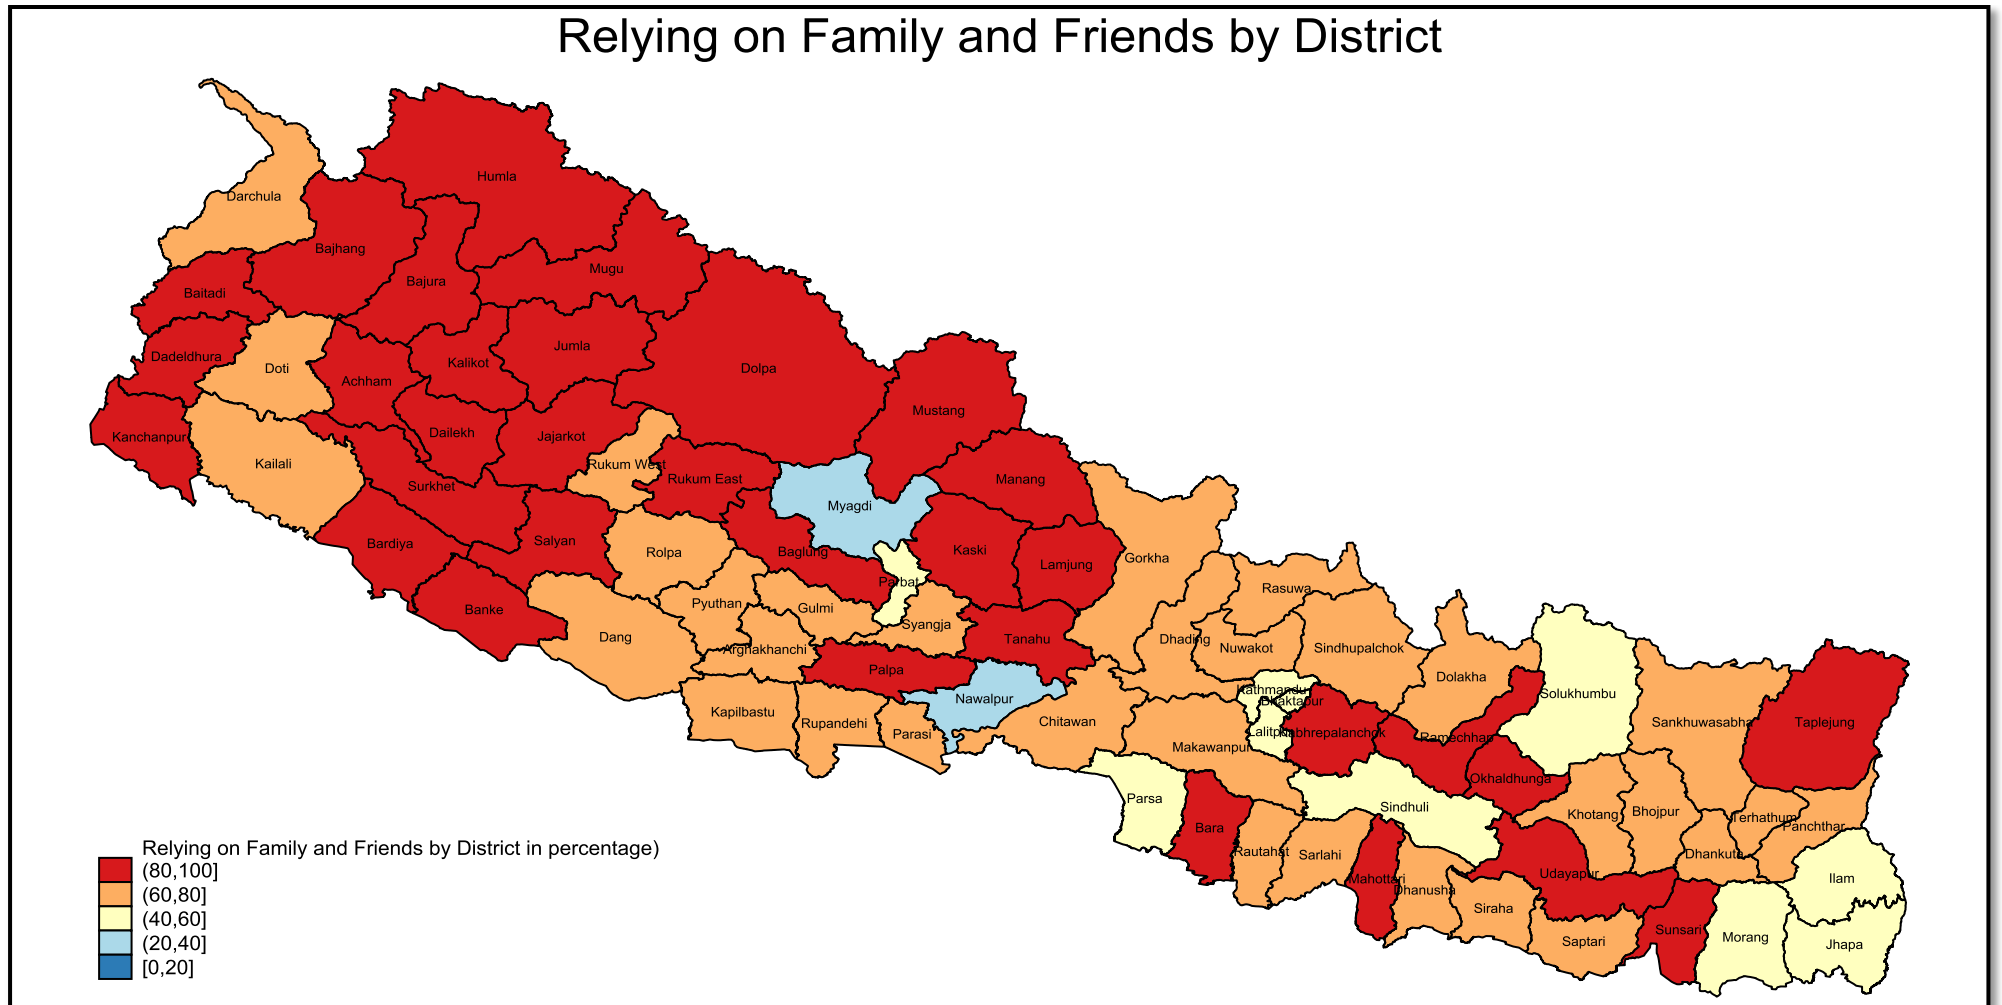 Relying on Family and Friends by District
Humla
Darchula
Bajhang
Mugu
Bajura
Baitadi
Jumla
Dadeldhura
Kalikot
Doti
Dolpa
Achham
Mustang
Dailekh
Kanchanpur
Jajarkot
Kailali
Rukum West
Rukum East
Manang
Surkhet
Myagdi
Salyan
Bardiya
Rolpa
Baglung
Kaski
Gorkha
Lamjung
Parbat
Rasuwa
Pyuthan
Gulmi
Banke
Syangja
Dang
Tanahu
Dhading
Arghakhanchi
Nuwakot
Sindhupalchok
Palpa
Dolakha
Kathmandu
Solukhumbu
Nawalpur
Bhaktapur
Kapilbastu
Rupandehi
Chitawan
Sankhuwasabha
Taplejung
Parasi
Lalitpur
Kabhrepalanchok
Ramechhap
Makawanpur
Okhaldhunga
Parsa
Sindhuli
Khotang
Bhojpur
Terhathum
Panchthar
Bara
Rautahat
Sarlahi
Dhankuta
Udayapur
Mahottari
Ilam
Dhanusha
Siraha
Sunsari
Morang
Saptari
Jhapa
Relying on Family and Friends by District in percentage)
(80,100]
(60,80]
(40,60]
(20,40]
[0,20]